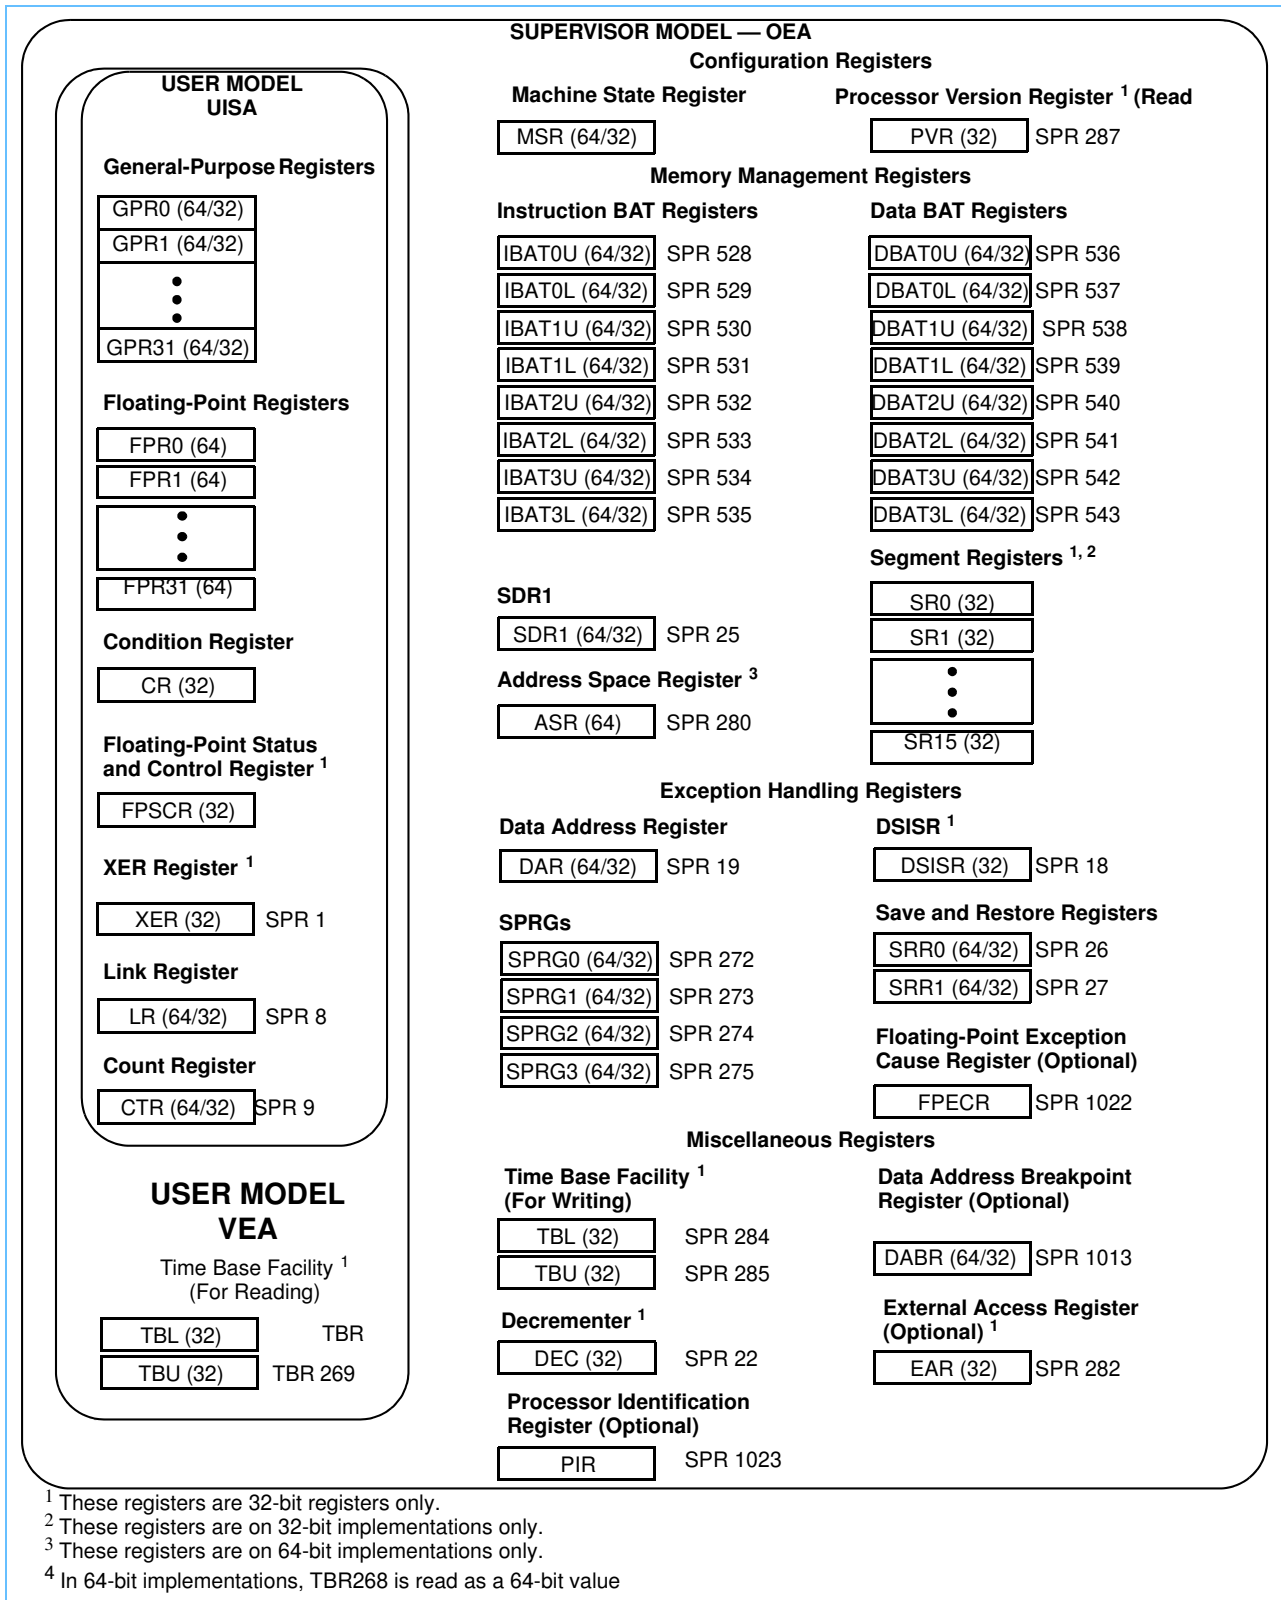 SUPERVISOR MODEL — OEA
Configuration Registers
USER MODEL
UISA
General-Purpose Registers
GPR0 (64/32)
GPR1 (64/32)
GPR31 (64/32)
Floating-Point Registers
FPR0 (64)
FPR1 (64)
FPR31 (64)
Condition Register
CR (32)
Floating-Point Status
and Control Register 1
FPSCR (32)
XER Register 1
XER (32) SPR 1
Link Register
LR (64/32) SPR 8
Count Register
CTR (64/32) SPR 9
USER MODEL
VEA
Time Base Facility 1
(For Reading)
TBL (32) TBR
TBU (32) TBR 269
Machine State Register
MSR (64/32)
Processor Version Register 1 (Read
PVR (32) SPR 287
Memory Management Registers
Instruction BAT Registers
IBAT0U (64/32) SPR 528
IBAT0L (64/32) SPR 529
IBAT1U (64/32) SPR 530
IBAT1L (64/32) SPR 531
IBAT2U (64/32) SPR 532
IBAT2L (64/32) SPR 533
IBAT3U (64/32) SPR 534
IBAT3L (64/32) SPR 535
Data BAT Registers
DBAT0U (64/32) SPR 536
DBAT0L (64/32) SPR 537
DBAT1U (64/32) SPR 538
DBAT1L (64/32) SPR 539
DBAT2U (64/32) SPR 540
DBAT2L (64/32) SPR 541
DBAT3U (64/32) SPR 542
DBAT3L (64/32) SPR 543
SDR1
SDR1 (64/32) SPR 25
Address Space Register 3
ASR (64) SPR 280
Segment Registers 1, 2
SR0 (32)
SR1 (32)
SR15 (32)
Exception Handling Registers
Data Address Register
DAR (64/32) SPR 19
SPRGs
SPRG0 (64/32) SPR 272
SPRG1 (64/32) SPR 273
SPRG2 (64/32) SPR 274
SPRG3 (64/32) SPR 275
DSISR 1
DSISR (32) SPR 18
Save and Restore Registers
SRR0 (64/32) SPR 26
SRR1 (64/32) SPR 27
Floating-Point Exception
Cause Register (Optional)
FPECR SPR 1022
Miscellaneous Registers
Time Base Facility 1
(For Writing)
TBL (32) SPR 284
TBU (32) SPR 285
Decrementer 1
DEC (32) SPR 22
Processor Identification
Register (Optional)
PIR SPR 1023
Data Address Breakpoint
Register (Optional)
DABR (64/32) SPR 1013
External Access Register
(Optional) 1
EAR (32) SPR 282
1 These registers are 32-bit registers only.
2 These registers are on 32-bit implementations only.
3 These registers are on 64-bit implementations only.
4 In 64-bit implementations, TBR268 is read as a 64-bit value